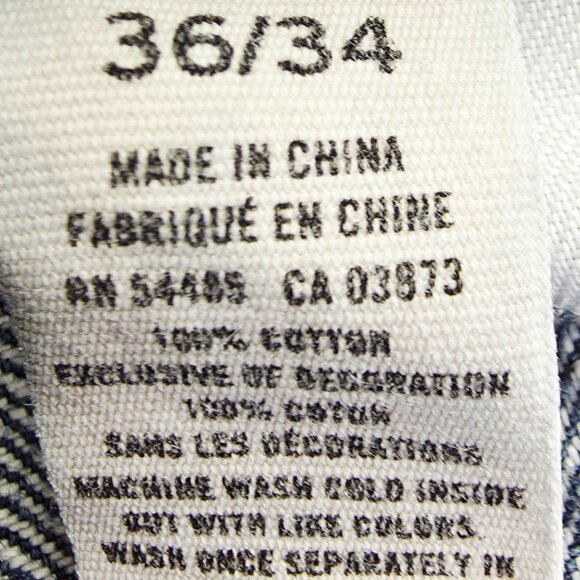 36/34
MADE IN CHINA
FABRIQUÉ EN CHINE
RN CA 03873
100% COTTON
EXCLUSIVE OF DECORATION
100% COTON
SANS LES DÉCORATIONS
MACHINE WASH COLD INSIDE
OUT WITH LIKE COLORS.
WASH ONCE SEPARATELY IN